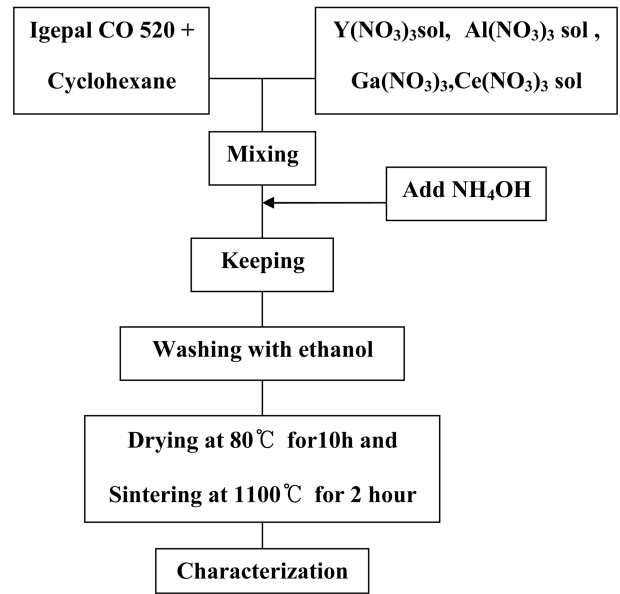 Igepal CO 520 +
Cyclohexane
Y(NO₃)₃sol, Al(NO₃)₃ sol ,
Ga(NO₃)₃,Ce(NO₃)₃ sol
Mixing
Add NH₄OH
Keeping
Washing with ethanol
Drying at 80℃ for10h and
Sintering at 1100℃ for 2 hour
Characterization